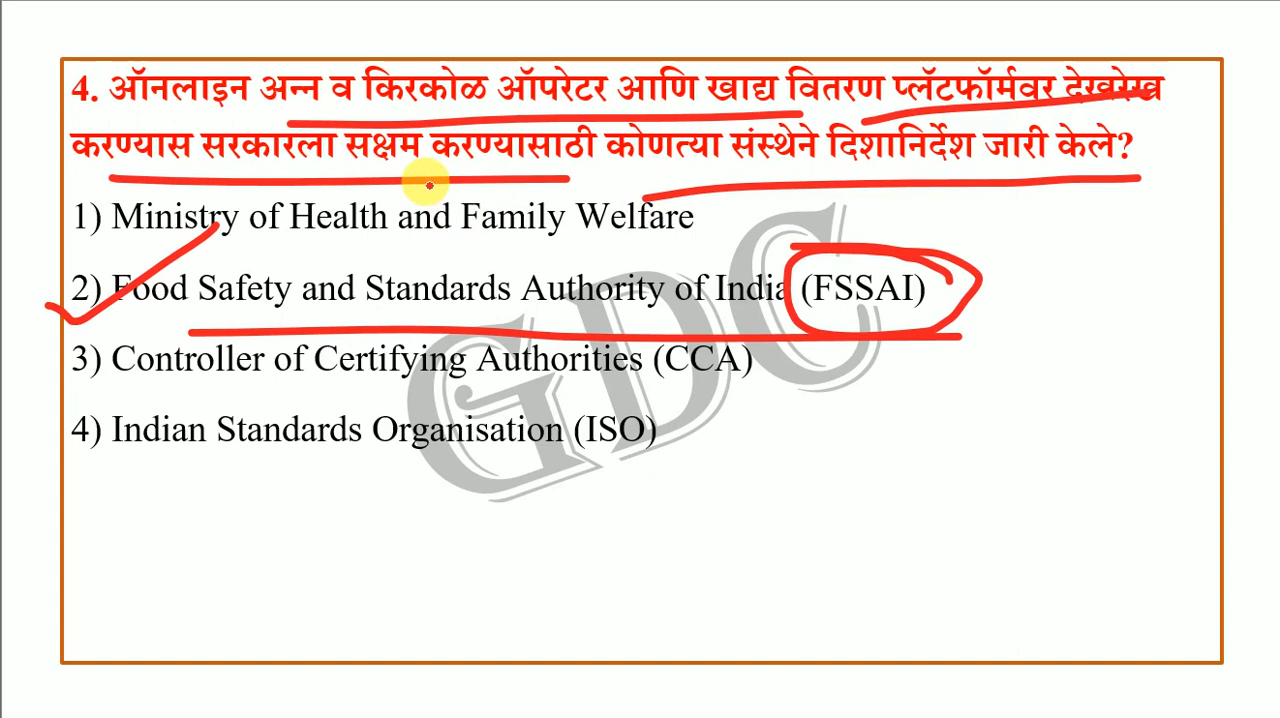 4. ऑनलाइन अन्न व किरकोळ ऑपरेटर आणि खाद्य वितरण प्लॅटफॉर्मवर देखरेख
करण्यास सरकारला सक्षम करण्यासाठी कोणत्या संस्थेने दिशानिर्देश जारी केले?
1) Ministry of Health and Family Welfare
2) Food Safety and Standards Authority of India (FSSAI)
3) Controller of Certifying Authorities (CCA)
4) Indian Standards Organisation (ISO)
GDC